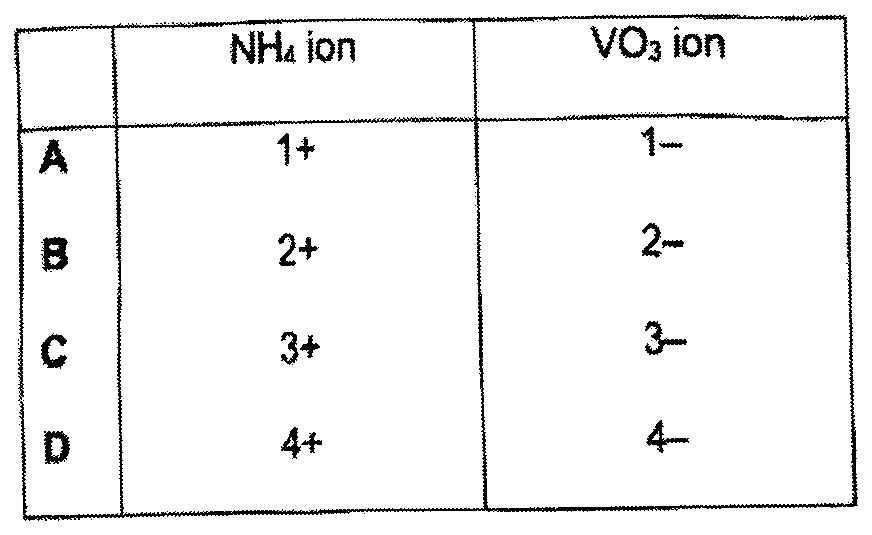 NH₄ ion VO₃ ion
A 1+ 1–
B 2+ 2–
C 3+ 3–
D 4+ 4–